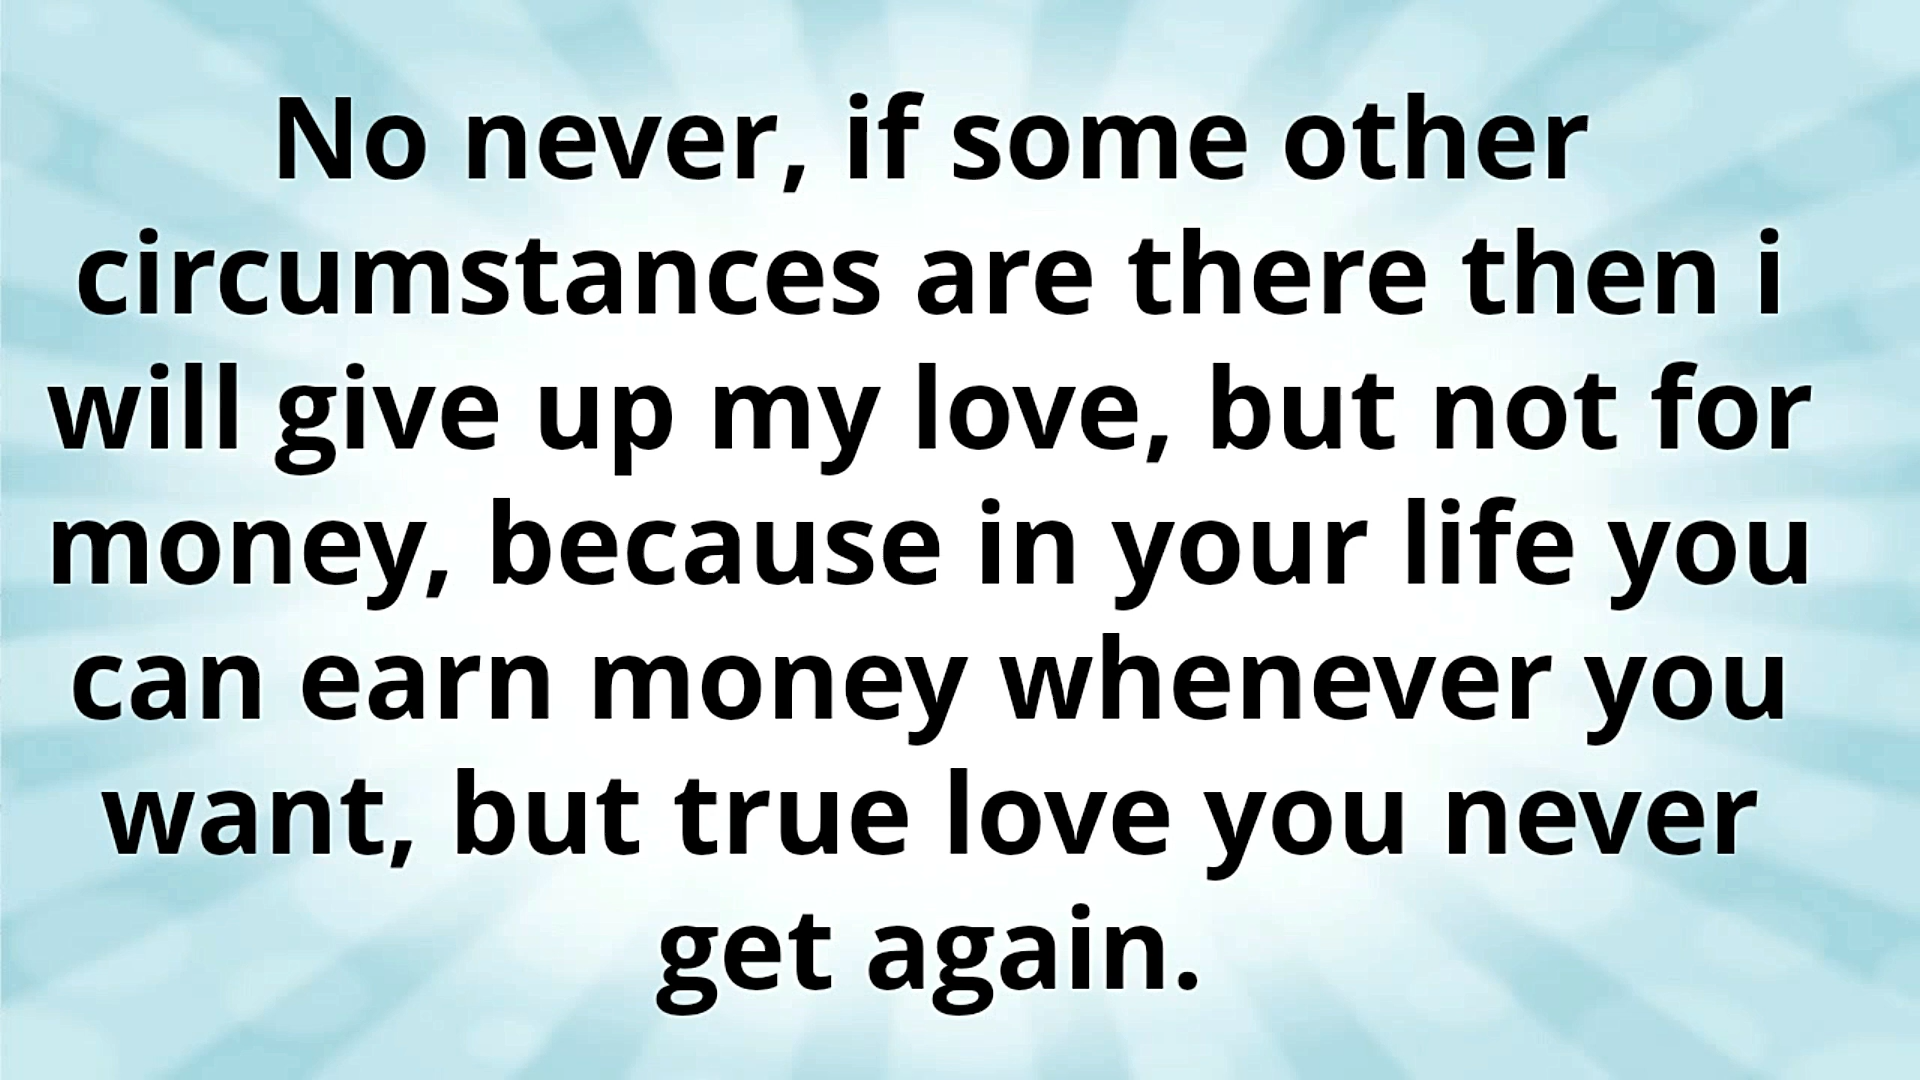 No never, if some other
circumstances are there then i
will give up my love, but not for
money, because in your life you
can earn money whenever you
want, but true love you never
get again.